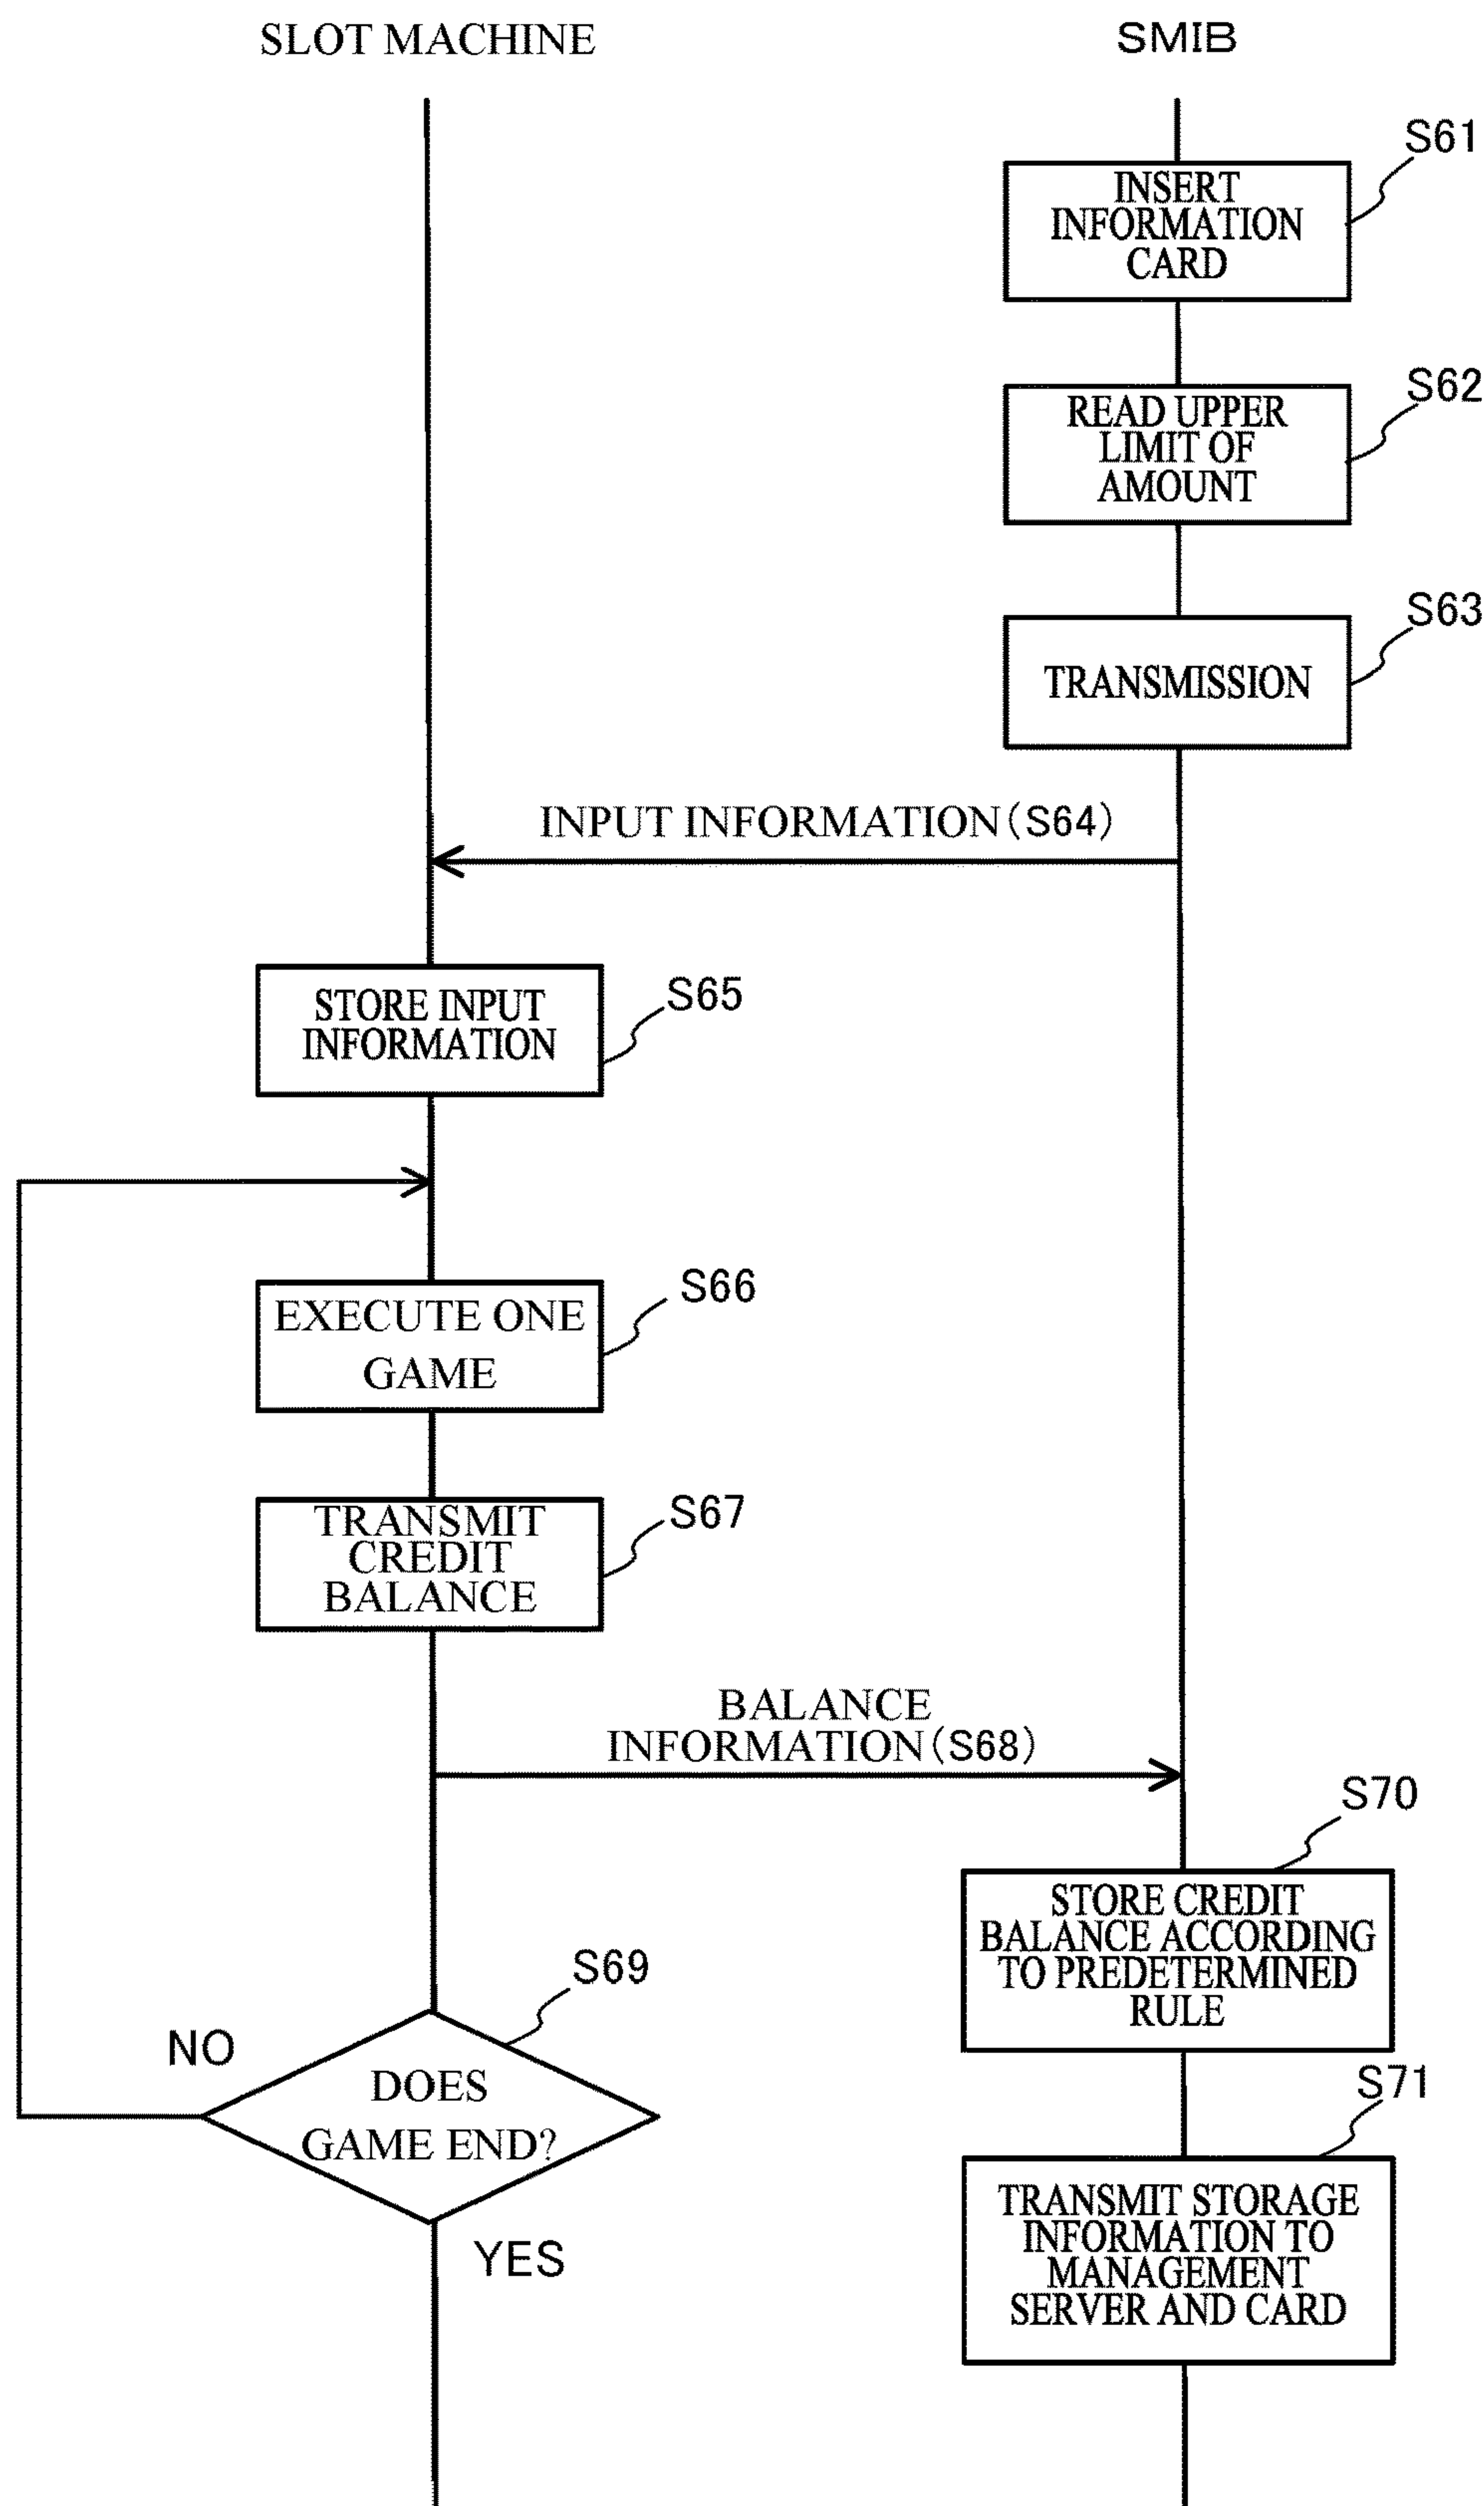 SLOT MACHINE
SMIB
S61
INSERT
INFORMATION
CARD
S62
READ UPPER
LIMIT OF
AMOUNT
S63
TRANSMISSION
INPUT INFORMATION(S64)
STORE INPUT
INFORMATION
S65
S66
EXECUTE ONE
GAME
S67
TRANSMIT
CREDIT
BALANCE
BALANCE
INFORMATION(S68)
S70
STORE CREDIT
BALANCE ACCORDING
TO PREDETERMINED
RULE
S69
NO
DOES
GAME END?
YES
S71
TRANSMIT STORAGE
INFORMATION TO
MANAGEMENT
SERVER AND CARD